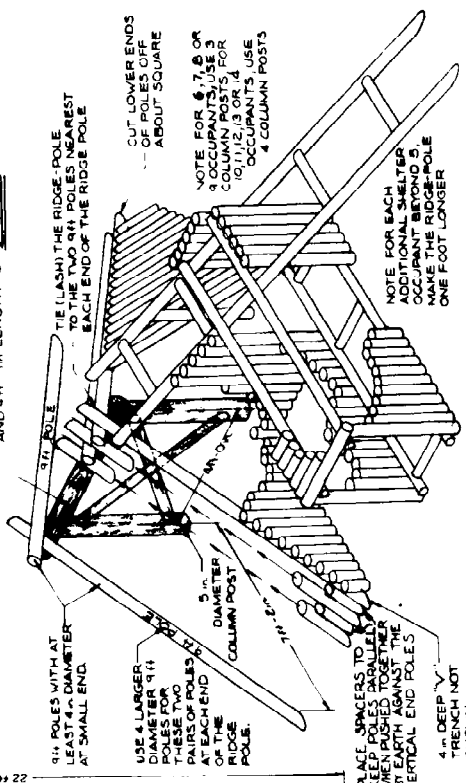 TIE (LASH) THE RIDGE-POLE
TO THE TWO 9 ft POLES NEAREST
EACH END OF THE RIDGE POLE
CUT LOWER ENDS
OF POLES OFF
ABOUT SQUARE
NOTE FOR 6,7,8 OR
9 OCCUPANTS, USE 3
COLUMN POSTS, FOR
10,11,12,13 OR 14
OCCUPANTS, USE
4 COLUMN POSTS
NOTE FOR EACH
ADDITIONAL SHELTER
OCCUPANT BEYOND 5,
MAKE THE RIDGE-POLE
ONE FOOT LONGER
9 ft POLE
9 ft POLES WITH AT
LEAST 4 in. DIAMETER
AT SMALL END.
9 ft POLE
USE 4 LARGER
DIAMETER 9 ft
POLES FOR
THESE TWO
PAIRS OF POLES
AT EACH END
OF THE
RIDGE
POLE.
5 in.
DIAMETER
COLUMN POST
7 ft - 2 in
PLACE SPACERS TO
KEEP POLES PARALLEL
WHEN PUSHED TOGETHER
BY EARTH AGAINST THE
VERTICAL END POLES
4 in DEEP "V"
TRENCH NOT
22